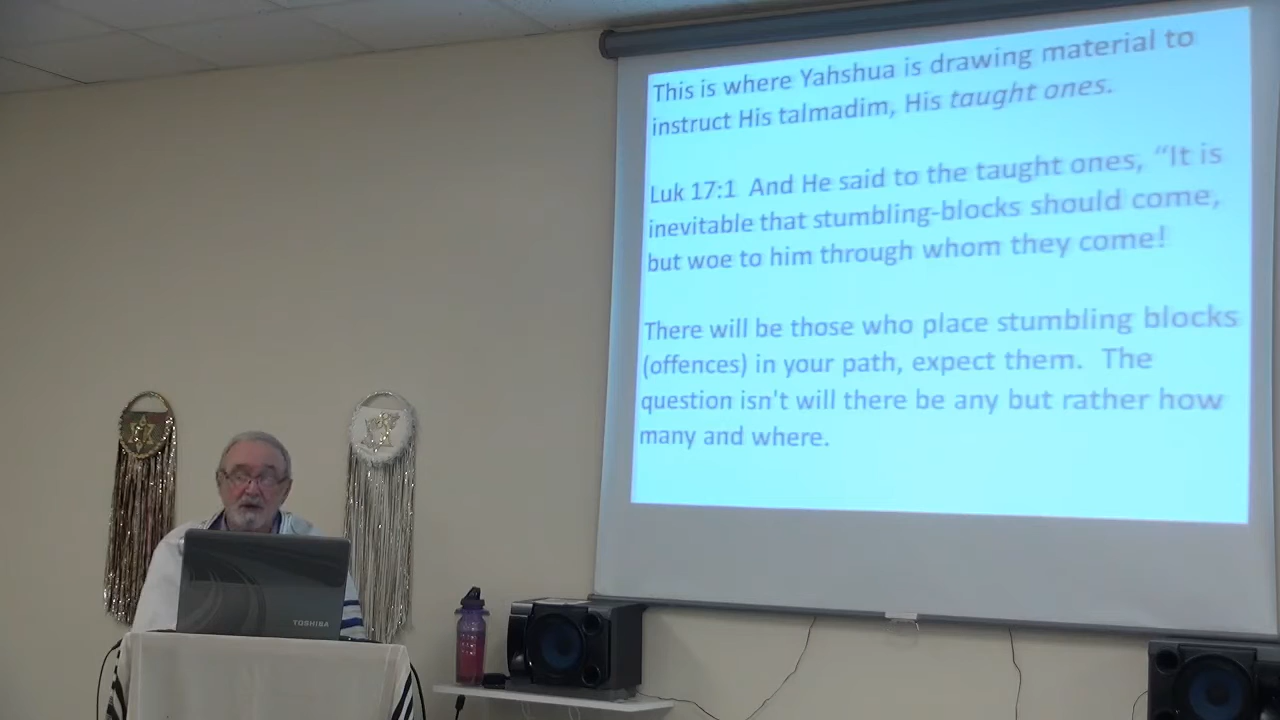 This is where Yahshua is drawing material to
instruct His talmadim, His taught ones.
Luk 17:1  And He said to the taught ones, “It is
inevitable that stumbling-blocks should come,
but woe to him through whom they come!
There will be those who place stumbling blocks
(offences) in your path, expect them.  The
question isn't will there be any but rather how
many and where.
TOSHIBA